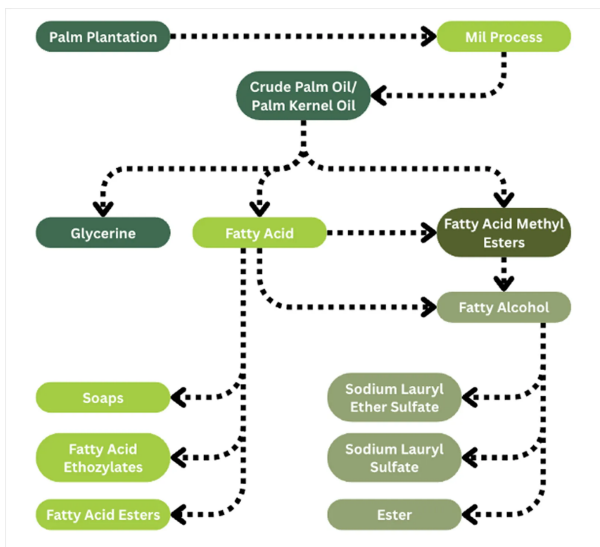 Palm Plantation
Mil Process
Crude Palm Oil/
Palm Kernel Oil
Glycerine
Fatty Acid
Fatty Acid Methyl
Esters
Fatty Alcohol
Soaps
Sodium Lauryl
Ether Sulfate
Fatty Acid
Ethozylates
Sodium Lauryl
Sulfate
Fatty Acid Esters
Ester